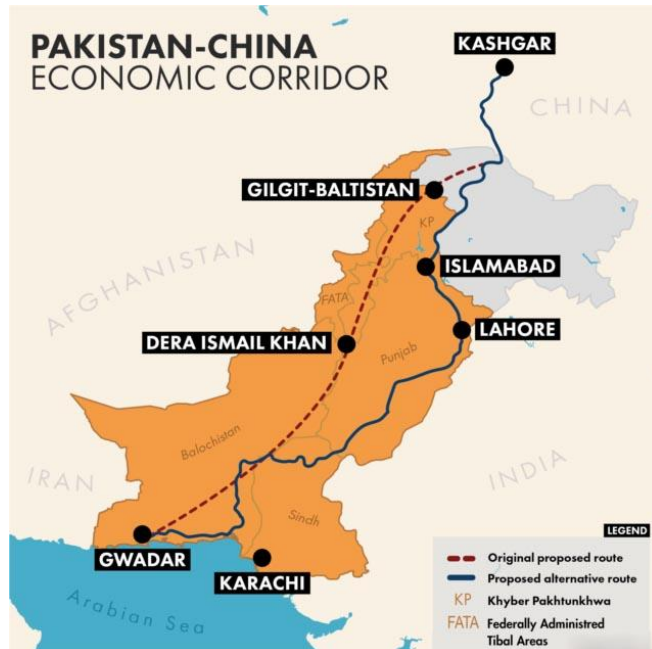 PAKISTAN-CHINA
ECONOMIC CORRIDOR
KASHGAR
CHINA
GILGIT-BALTISTAN
KP
AFGHANISTAN
ISLAMABAD
FATA
LAHORE
DERA ISMAIL KHAN
Punjab
Balochistan
IRAN
INDIA
Sindh
GWADAR
KARACHI
Arabian Sea
LEGEND
Original proposed route
Proposed alternative route
KP Khyber Pakhtunkhwa
FATA Federally Administred
Tibal Areas